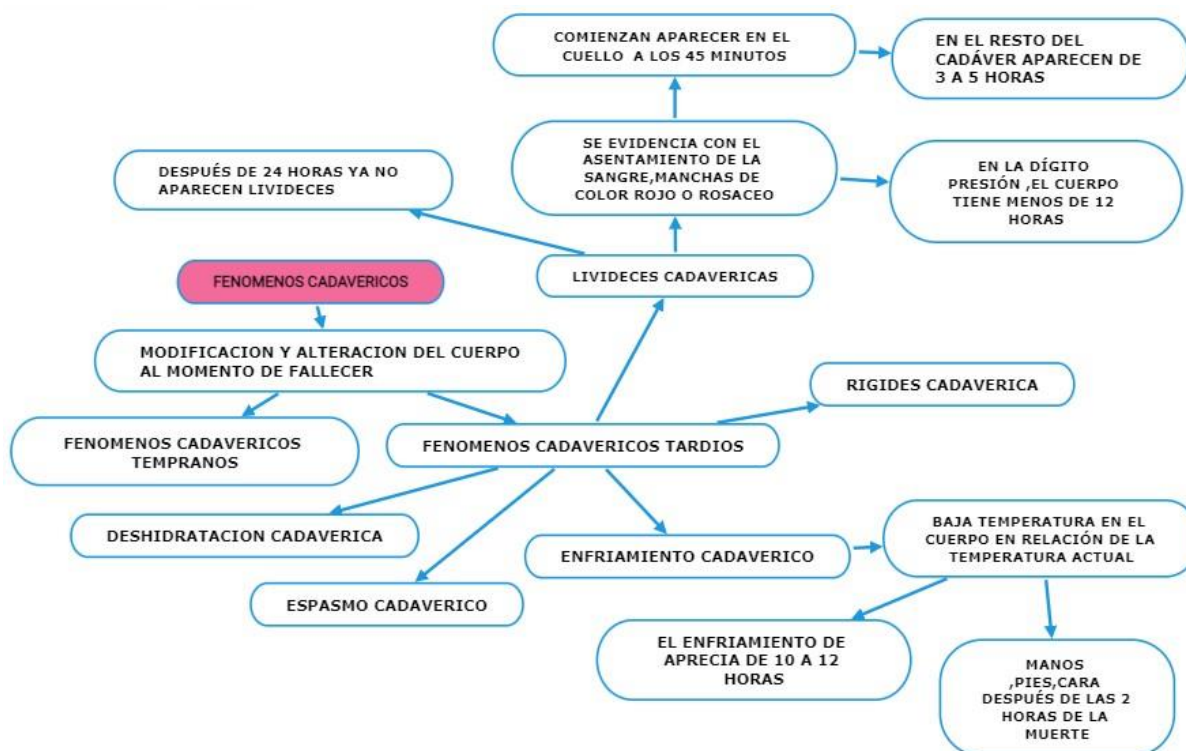 COMIENZAN APARECER EN EL
CUELLO A LOS 45 MINUTOS
EN EL RESTO DEL
CADÁVER APARECEN DE
3 A 5 HORAS
SE EVIDENCIA CON EL
ASENTAMIENTO DE LA
SANGRE,MANCHAS DE
COLOR ROJO O ROSACEO
DESPUÉS DE 24 HORAS YA NO
APARECEN LIVIDECES
EN LA DÍGITO
PRESIÓN ,EL CUERPO
TIENE MENOS DE 12
HORAS
LIVIDECES CADAVERICAS
FENOMENOS CADAVERICOS
MODIFICACION Y ALTERACION DEL CUERPO
AL MOMENTO DE FALLECER
RIGIDES CADAVERICA
FENOMENOS CADAVERICOS
TEMPRANOS
FENOMENOS CADAVERICOS TARDIOS
DESHIDRATACION CADAVERICA
ENFRIAMIENTO CADAVERICO
BAJA TEMPERATURA EN EL
CUERPO EN RELACIÓN DE LA
TEMPERATURA ACTUAL
ESPASMO CADAVERICO
EL ENFRIAMIENTO DE
APRECIA DE 10 A 12
HORAS
MANOS
,PIES,CARA
DESPUÉS DE LAS 2
HORAS DE LA
MUERTE